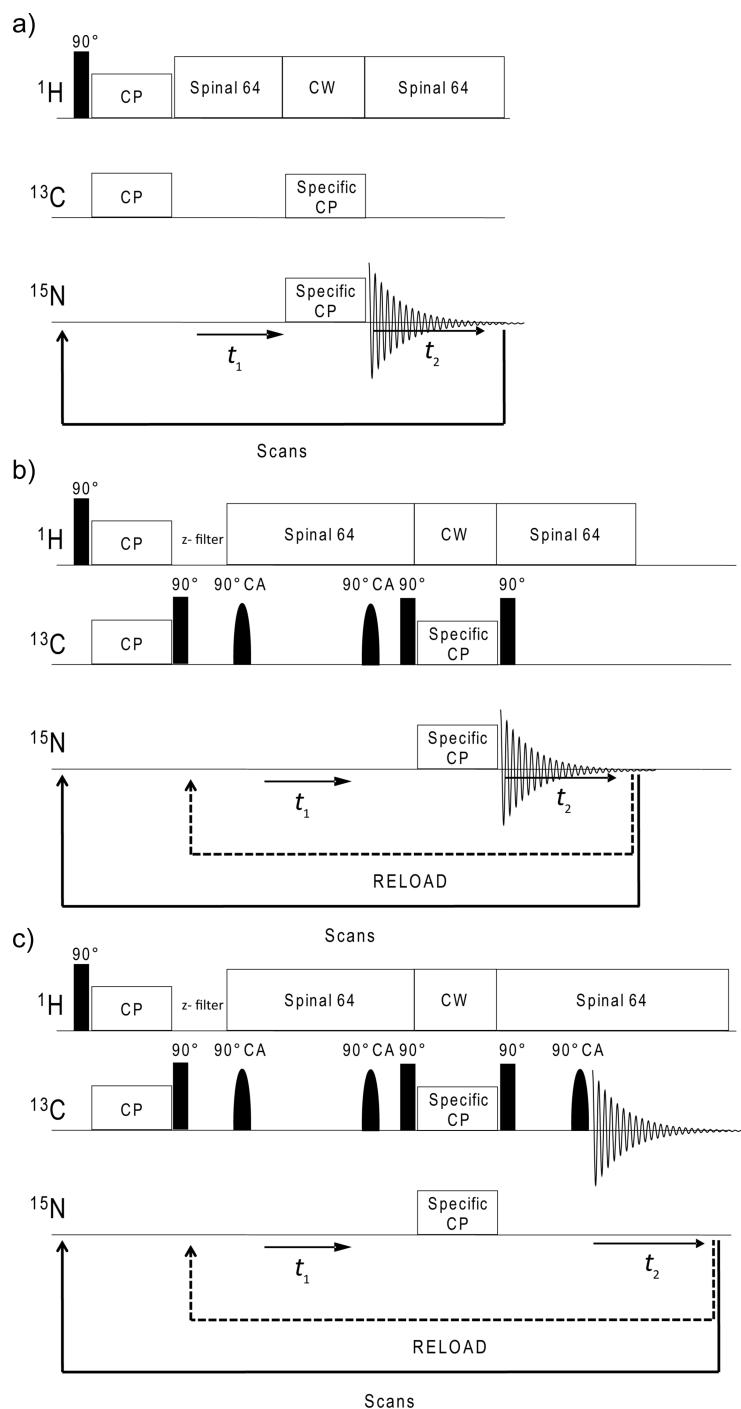 a)
90°
¹H
CP
Spinal 64
CW
Spinal 64
¹³C
CP
Specific
CP
¹⁵N
Specific
CP
t₁
t₂
Scans
b)
90°
¹H
CP
z- filter
Spinal 64
CW
Spinal 64
90°
90°CA
90°CA
90°
90°
¹³C
CP
Specific
CP
¹⁵N
Specific
CP
t₁
t₂
RELOAD
Scans
c)
90°
¹H
CP
z- filter
Spinal 64
CW
Spinal 64
90°
90°CA
90°CA
90°
90°
90°CA
¹³C
CP
Specific
CP
¹⁵N
Specific
CP
t₁
t₂
RELOAD
Scans